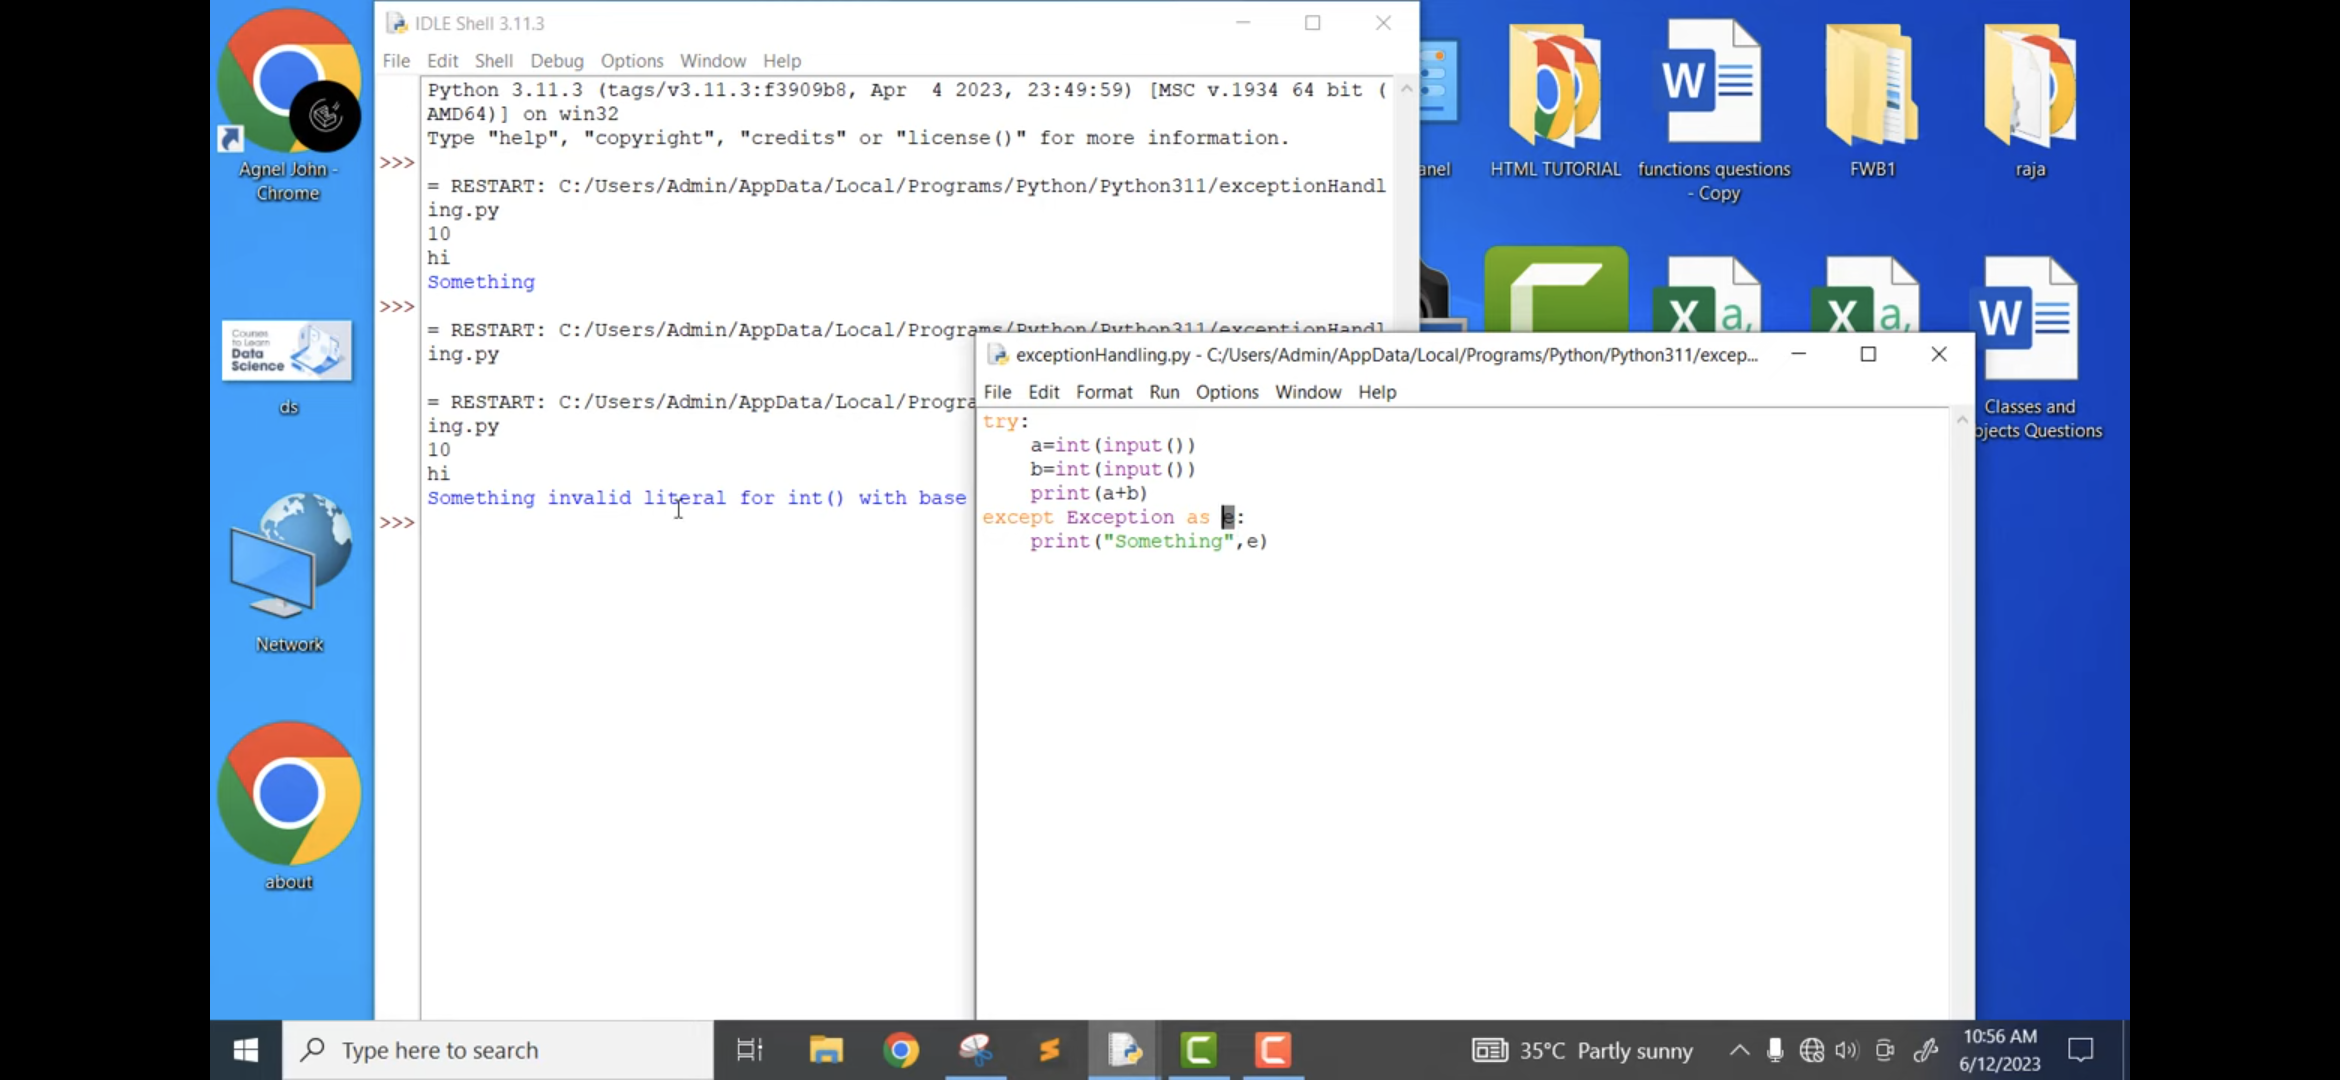 IDLE Shell 3.11.3
File Edit Shell Debug Options Window Help
Python 3.11.3 (tags/v3.11.3:f3909b8, Apr  4 2023, 23:49:59) [MSC v.1934 64 bit (
AMD64)] on win32
Type "help", "copyright", "credits" or "license()" for more information.
>>>
= RESTART: C:/Users/Admin/AppData/Local/Programs/Python/Python311/exceptionHandl
ing.py
10
hi
Something
>>>
= RESTART: C:/Users/Admin/AppData/Local/Programs/Python/Python311/exceptionHandl
ing.py
= RESTART: C:/Users/Admin/AppData/Local/Progra
ing.py
10
hi
Something invalid literal for int() with base
>>>
exceptionHandling.py - C:/Users/Admin/AppData/Local/Programs/Python/Python311/excep...
File Edit Format Run Options Window Help
try:
    a=int(input())
    b=int(input())
    print(a+b)
except Exception as e:
    print("Something",e)
Agnel John -
Chrome
Courses
to Learn
Data
Science
ds
Network
about
anel
HTML TUTORIAL
W
functions questions
- Copy
FWB1
raja
X a,
X a,
W
Classes and
bjects Questions
Type here to search
35°C Partly sunny
10:56 AM
6/12/2023